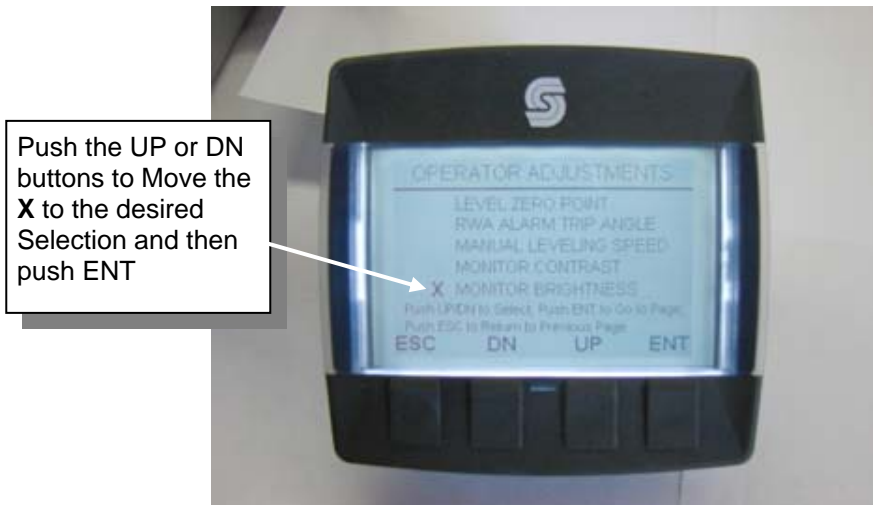 Push the UP or DN
buttons to Move the
X to the desired
Selection and then
push ENT
OPERATOR ADJUSTMENTS
LEVEL ZERO POINT
RWA ALARM TRIP ANGLE
MANUAL LEVELING SPEED
MONITOR CONTRAST
X MONITOR BRIGHTNESS
Push UP/DN to Select, Push ENT to Go to Page,
Push ESC to Return to Previous Page
ESC DN UP ENT